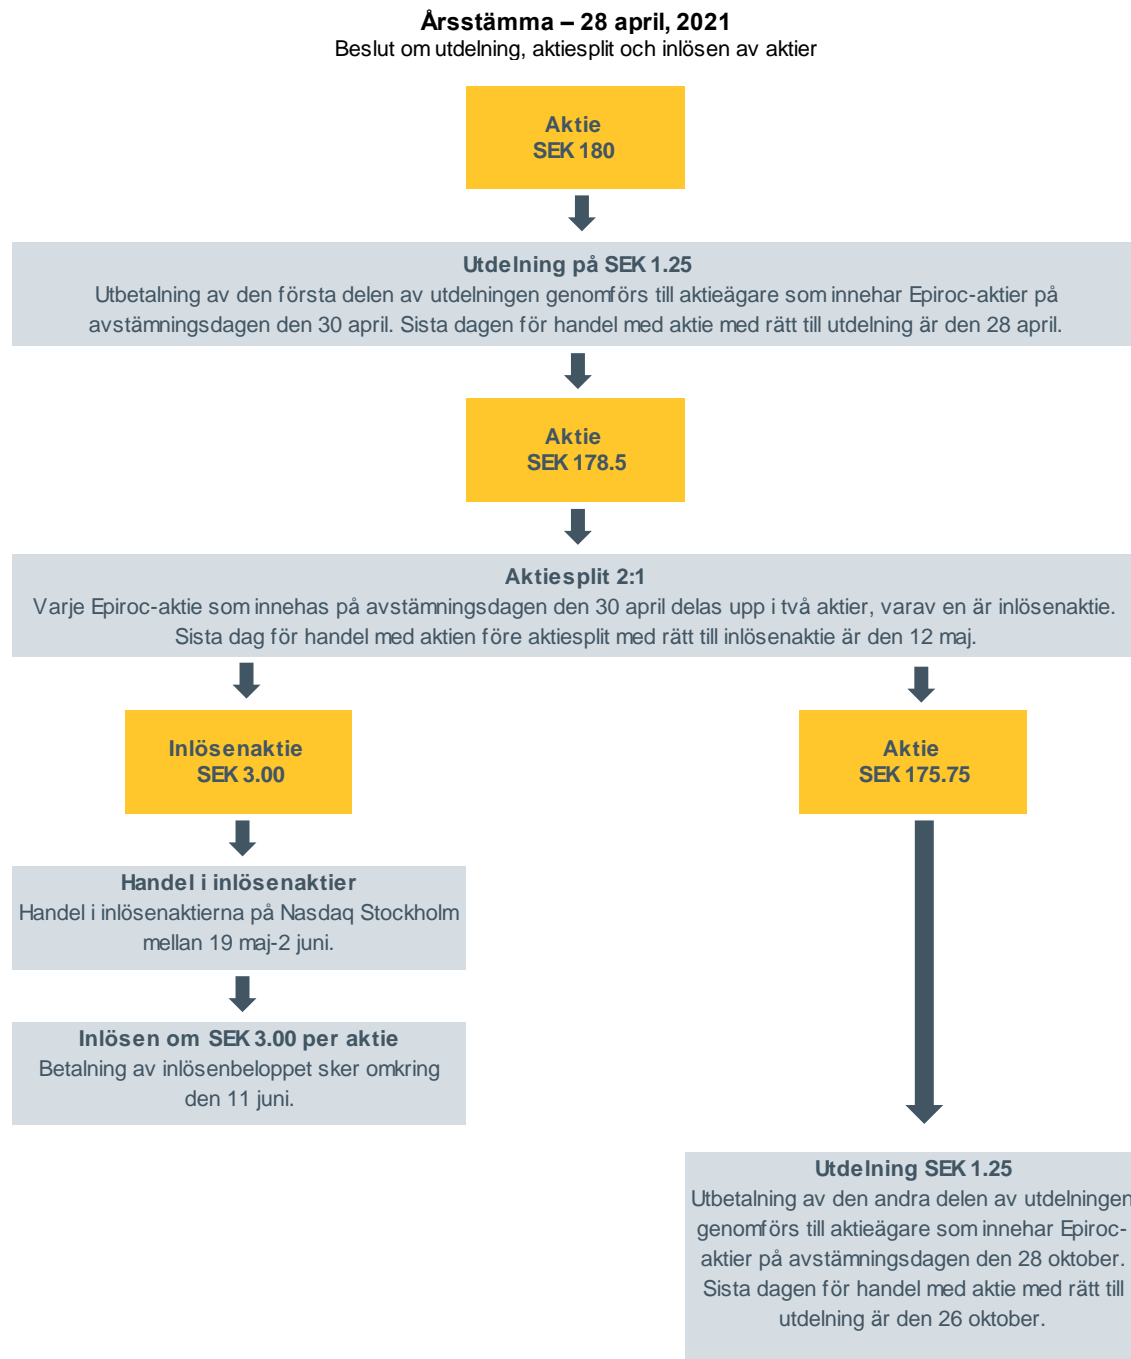 Årsstämma – 28 april, 2021
Beslut om utdelning, aktiesplit och inlösen av aktier
Aktie
SEK 180
Utdelning på SEK 1.25
Utbetalning av den första delen av utdelningen genomförs till aktieägare som innehar Epiroc-aktier på
avstämningsdagen den 30 april. Sista dagen för handel med aktie med rätt till utdelning är den 28 april.
Aktie
SEK 178.5
Aktiesplit 2:1
Varje Epiroc-aktie som innehas på avstämningsdagen den 30 april delas upp i två aktier, varav en är inlösenaktie.
Sista dag för handel med aktien före aktiesplit med rätt till inlösenaktie är den 12 maj.
Inlösenaktie
SEK 3.00
Handel i inlösenaktier
Handel i inlösenaktierna på Nasdaq Stockholm
mellan 19 maj-2 juni.
Inlösen om SEK 3.00 per aktie
Betalning av inlösenbeloppet sker omkring
den 11 juni.
Aktie
SEK 175.75
Utdelning SEK 1.25
Utbetalning av den andra delen av utdelningen
genomförs till aktieägare som innehar Epiroc-
aktier på avstämningsdagen den 28 oktober.
Sista dagen för handel med aktie med rätt till
utdelning är den 26 oktober.